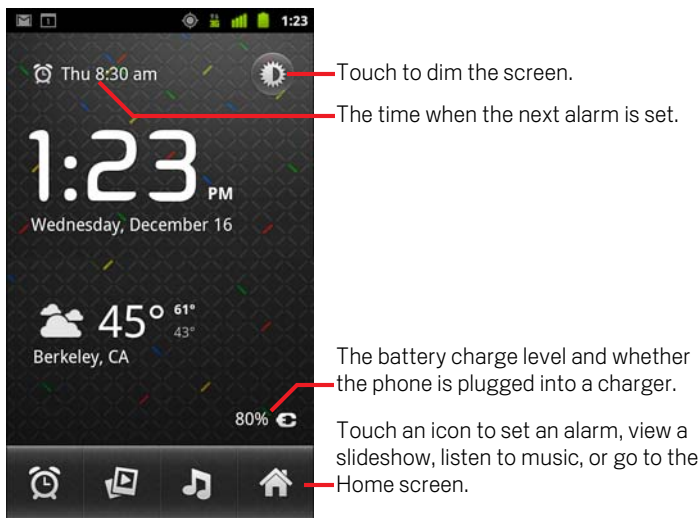 1
3G
1:23
Thu 8:30 am
Touch to dim the screen.
The time when the next alarm is set.
1:23 PM
Wednesday, December 16
45° 61°
43°
Berkeley, CA
The battery charge level and whether
the phone is plugged into a charger.
80%
Touch an icon to set an alarm, view a
slideshow, listen to music, or go to the
Home screen.